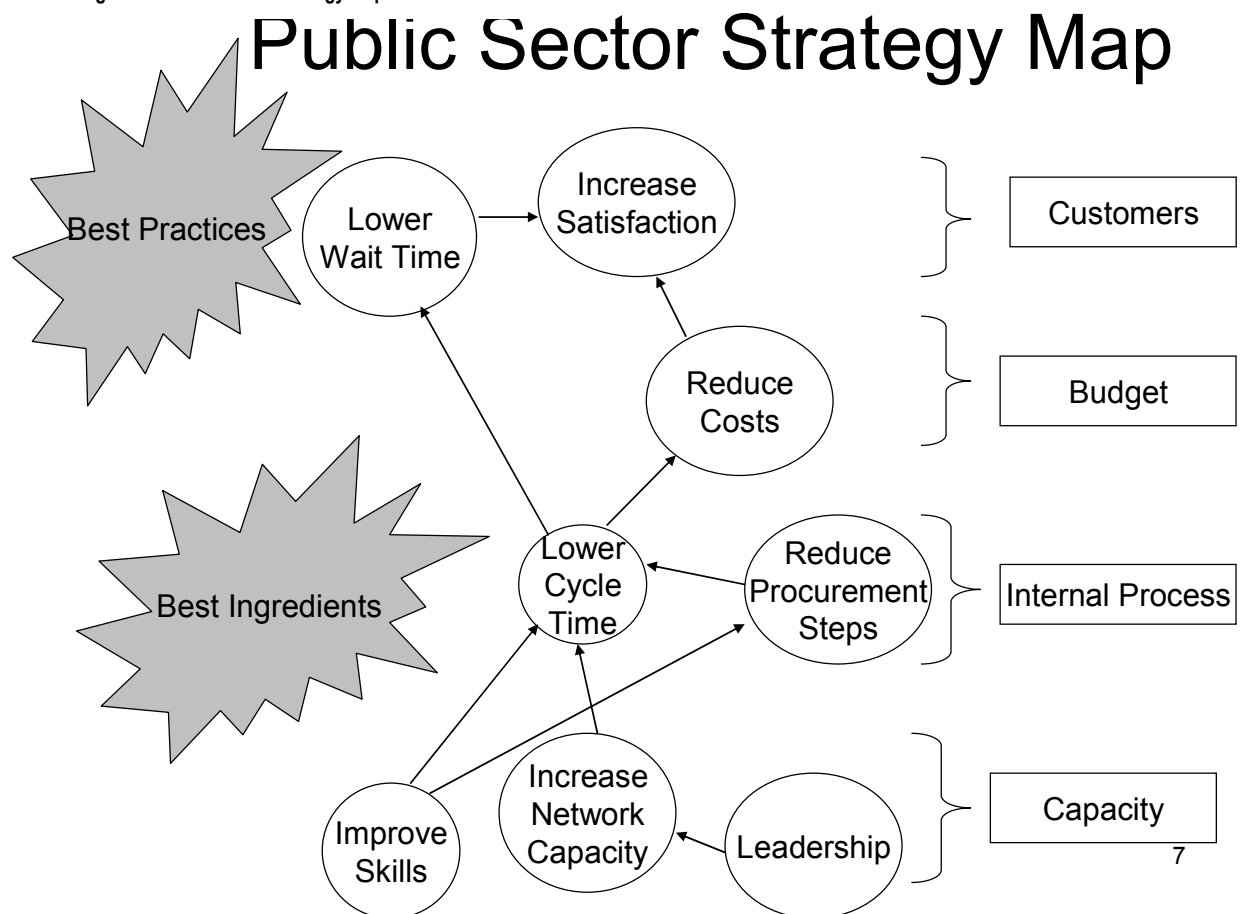 Public Sector Strategy Map
Best Practices
Lower
Wait Time
Increase
Satisfaction
Customers
Reduce
Costs
Budget
Best Ingredients
Lower
Cycle
Time
Reduce
Procurement
Steps
Internal Process
Improve
Skills
Increase
Network
Capacity
Leadership
Capacity
7